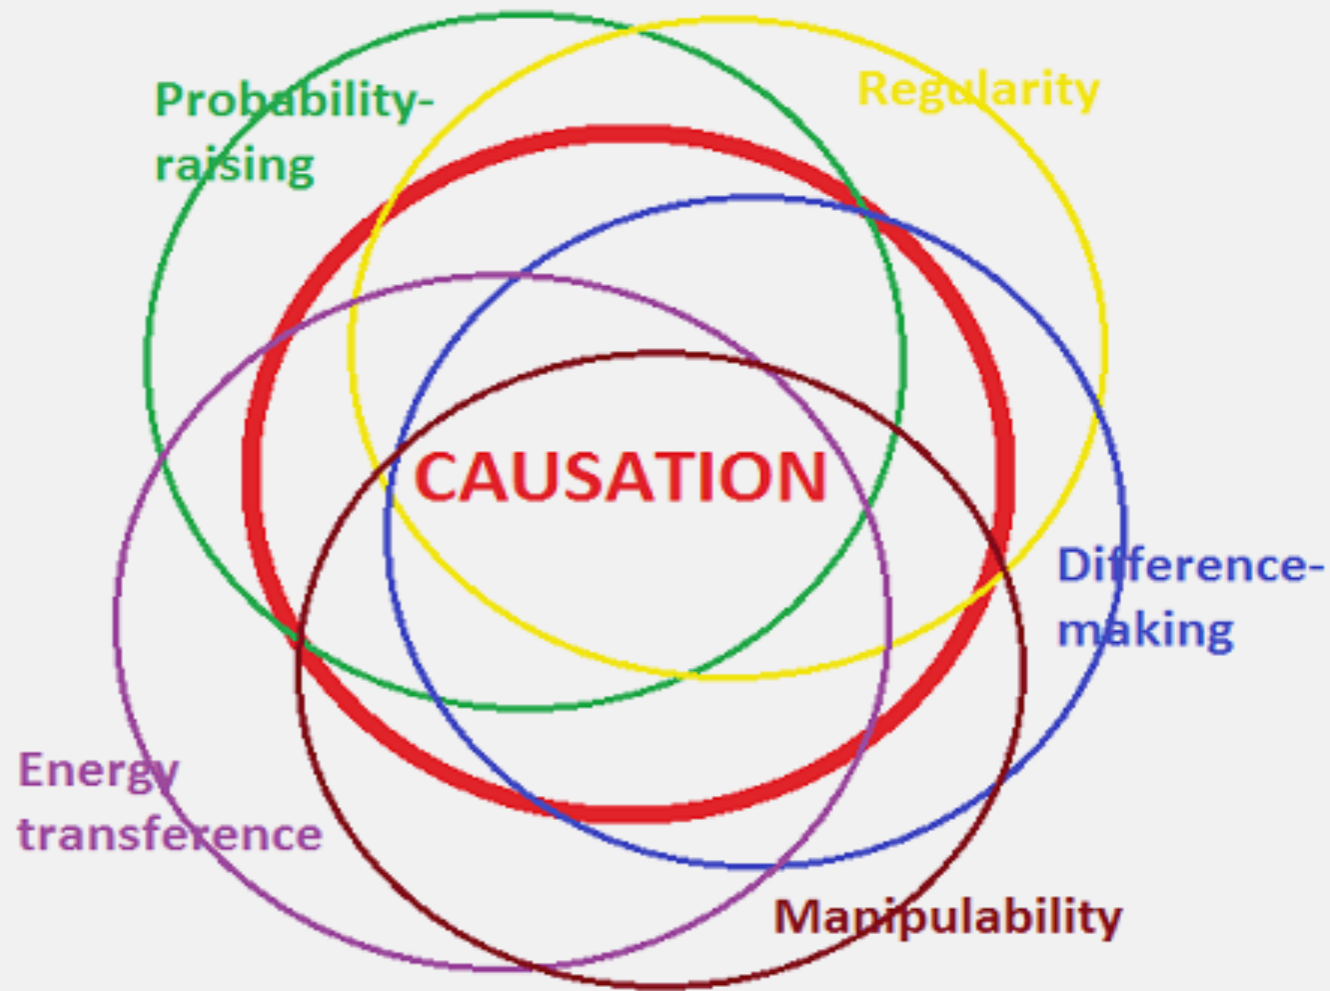 Probability-
raising
Regularity
CAUSATION
Difference-
making
Energy
transference
Manipulability